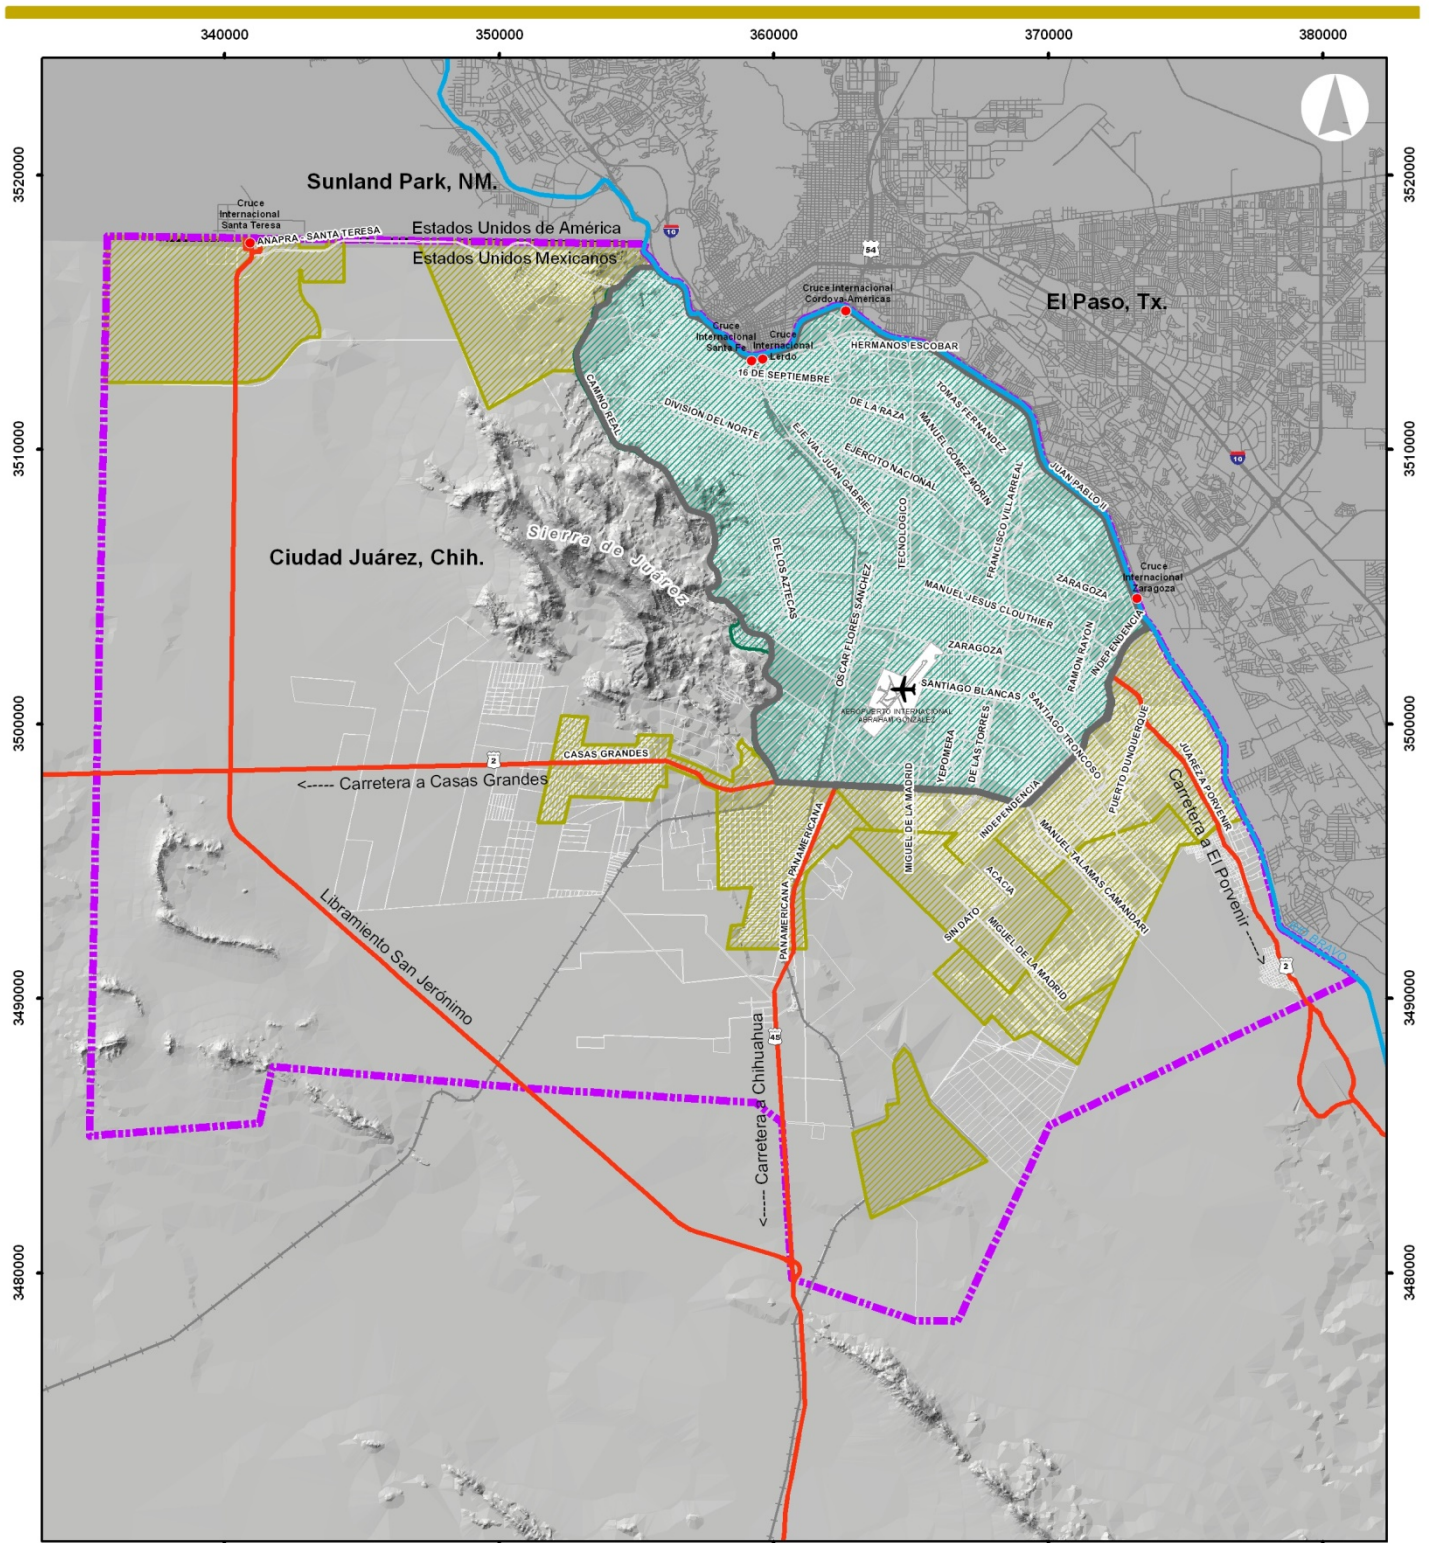 340000
350000
360000
370000
380000
3520000
3520000
Sunland Park, NM.
Cruce
Internacional
Santa Teresa
ANAPRA - SANTA TERESA
Estados Unidos de América
Estados Unidos Mexicanos
10
54
Cruce Internacional
Cordova-Americas
El Paso, Tx.
Cruce
Internacional
Santa Fe
Cruce
Internacional
Lerdo
HERMANOS ESCOBAR
16 DE SEPTIEMBRE
CAMINO REAL
DIVISION DEL NORTE
DE LA RAZA
TOMAS FERNANDEZ
MANUEL GOMEZ MORIN
EJE VIAL JUAN GABRIEL
EJERCITO NACIONAL
3510000
3510000
10
JUAN PABLO II
FRANCISCO VILLARREAL
TECNOLOGICO
Sierra de Juárez
Ciudad Juárez, Chih.
DE LOS AZTECAS
OSCAR FLORES SANCHEZ
ZARAGOZA
Cruce
Internacional
Zaragoza
MANUEL JESUS CLOUTHIER
ZARAGOZA
RAMON RAYON
INDEPENDENCIA
SANTIAGO BLANCAS
SANTIAGO TRONCOSO
AEROPUERTO INTERNACIONAL
ABRAHAM GONZALEZ
3500000
3500000
YEPOMERA
DE LAS TORRES
PUERTO DUNQUERQUE
JUAREZ A PORVENIR
Carretera a El Porvenir ----->
CASAS GRANDES
2
<----- Carretera a Casas Grandes
MIGUEL DE LA MADRID
INDEPENDENCIA
PANAMERICANA
PANAMERICANA
MANUEL TALAMAS CAMANDARI
ACACIA
SIN DATO
MIGUEL DE LA MADRID
Libramiento San Jerónimo
RIO BRAVO
2
3490000
3490000
45
<----- Carretera a Chihuahua
3480000
3480000